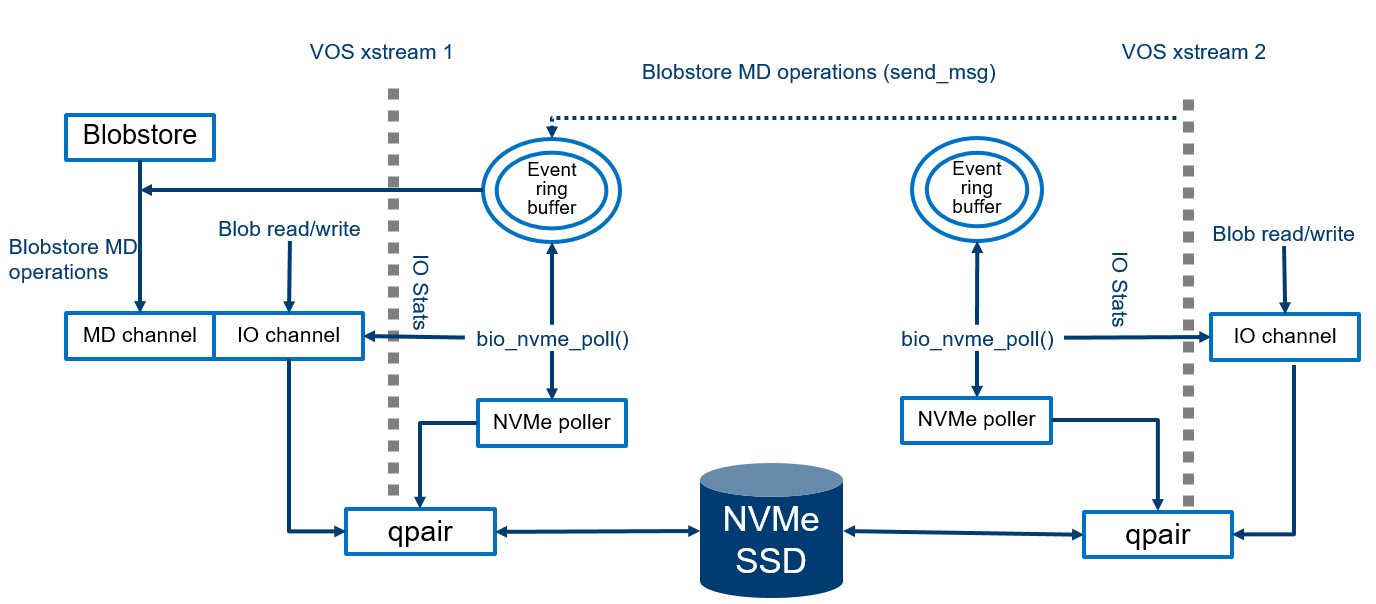 VOS xstream 1
VOS xstream 2
Blobstore MD operations (send_msg)
Blobstore
Event
ring
buffer
Event
ring
buffer
Blob read/write
Blob read/write
Blobstore MD
operations
IO Stats
IO Stats
MD channel
IO channel
bio_nvme_poll()
bio_nvme_poll()
IO channel
NVMe poller
NVMe poller
qpair
NVMe
SSD
qpair